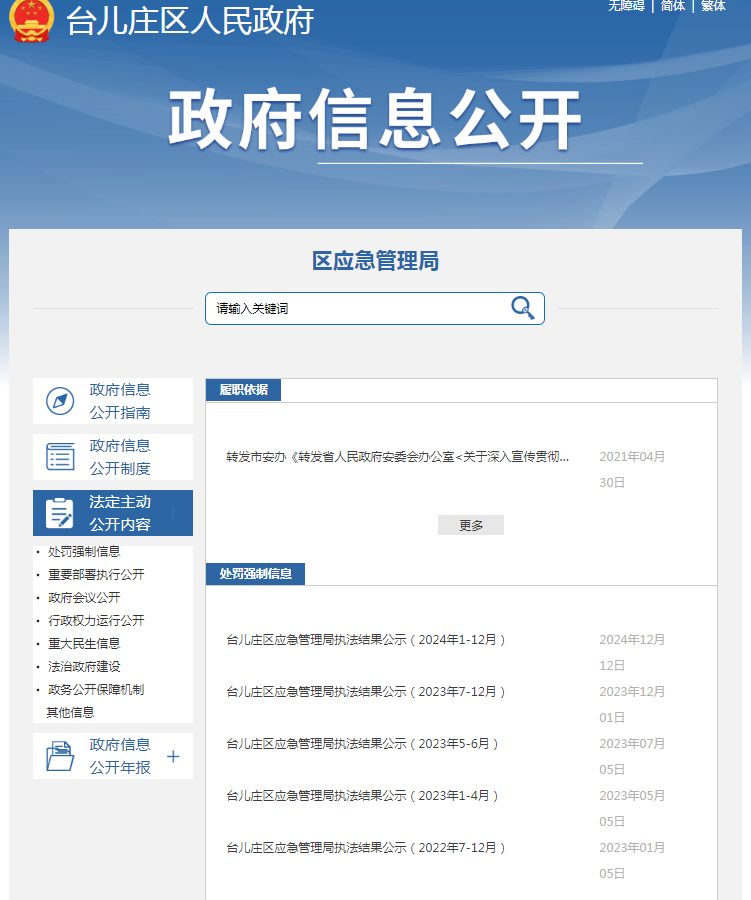 台儿庄区人民政府
无障碍 | 简体 | 繁体
政府信息公开
区应急管理局
请输入关键词
政府信息
公开指南
政府信息
公开制度
法定主动
公开内容
· 处罚强制信息
· 重要部署执行公开
· 政府会议公开
· 行政权力运行公开
· 重大民生信息
· 法治政府建设
· 政务公开保障机制
其他信息
政府信息
公开年报 +
履职依据
转发市安办《转发省人民政府安委会办公室<关于深入宣传贯彻... 2021年04月
30日
更多
处罚强制信息
台儿庄区应急管理局执法结果公示（2024年1-12月） 2024年12月
12日
台儿庄区应急管理局执法结果公示（2023年7-12月） 2023年12月
01日
台儿庄区应急管理局执法结果公示（2023年5-6月） 2023年07月
05日
台儿庄区应急管理局执法结果公示（2023年1-4月） 2023年05月
05日
台儿庄区应急管理局执法结果公示（2022年7-12月） 2023年01月
05日